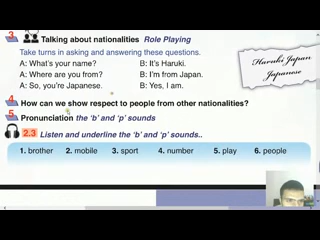 3 Talking about nationalities Role Playing
Take turns in asking and answering these questions.
A: What's your name? B: It's Haruki.
A: Where are you from? B: I'm from Japan.
A: So, you're Japanese. B: Yes, I am.
Haruki Japan
Japanese
4 How can we show respect to people from other nationalities?
5 Pronunciation the 'b' and 'p' sounds
2.3 Listen and underline the 'b' and 'p' sounds..
1. brother 2. mobile 3. sport 4. number 5. play 6. people